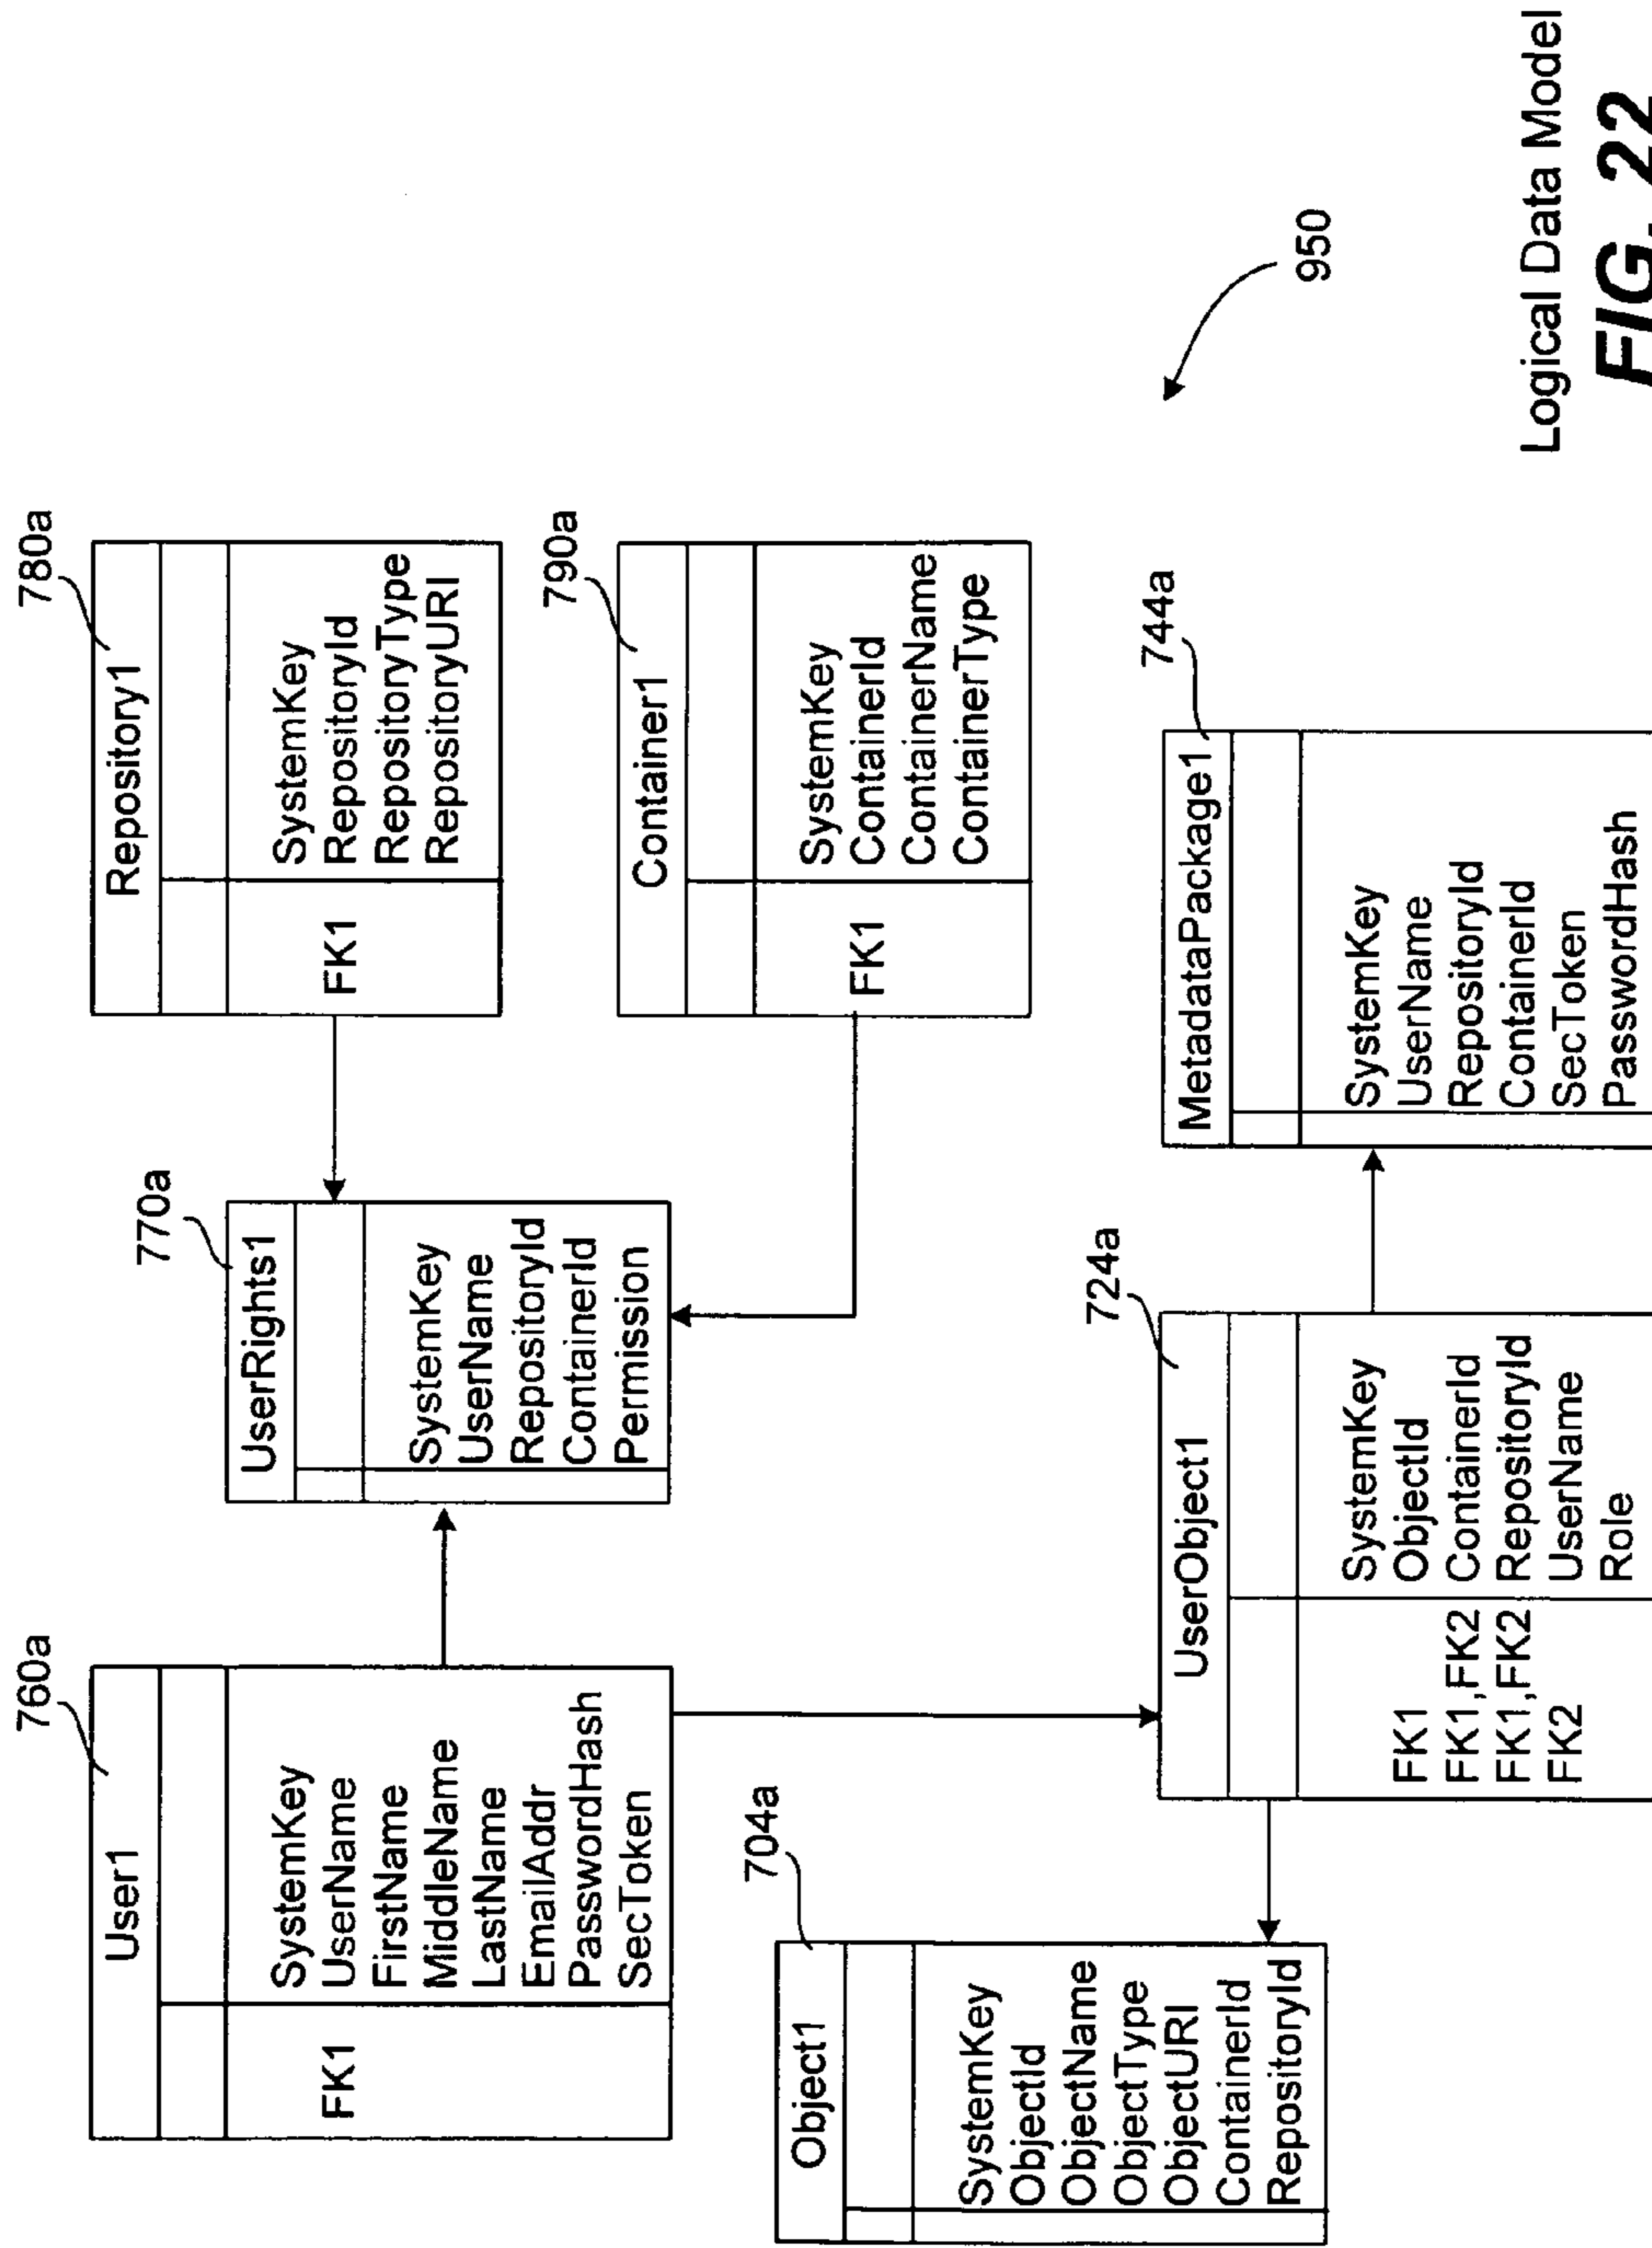 760a
User1
SystemKey
FK1 UserName
FirstName
MiddleName
LastName
EmailAddr
PasswordHash
SecToken
770a
UserRights1
SystemKey
UserName
RepositoryId
ContainerId
Permission
780a
Repository1
SystemKey
FK1 RepositoryId
RepositoryType
RepositoryURI
790a
Container1
SystemKey
FK1 ContainerId
ContainerName
ContainerType
704a
Object1
SystemKey
ObjectId
ObjectName
ObjectType
ObjectURI
ContainerId
RepositoryId
724a
UserObject1
SystemKey
FK1 ObjectId
FK1,FK2 ContainerId
FK1,FK2 RepositoryId
FK2 UserName
Role
744a
MetadataPackage1
SystemKey
UserName
RepositoryId
ContainerId
SecToken
PasswordHash
950
Logical Data Model
FIG. 22